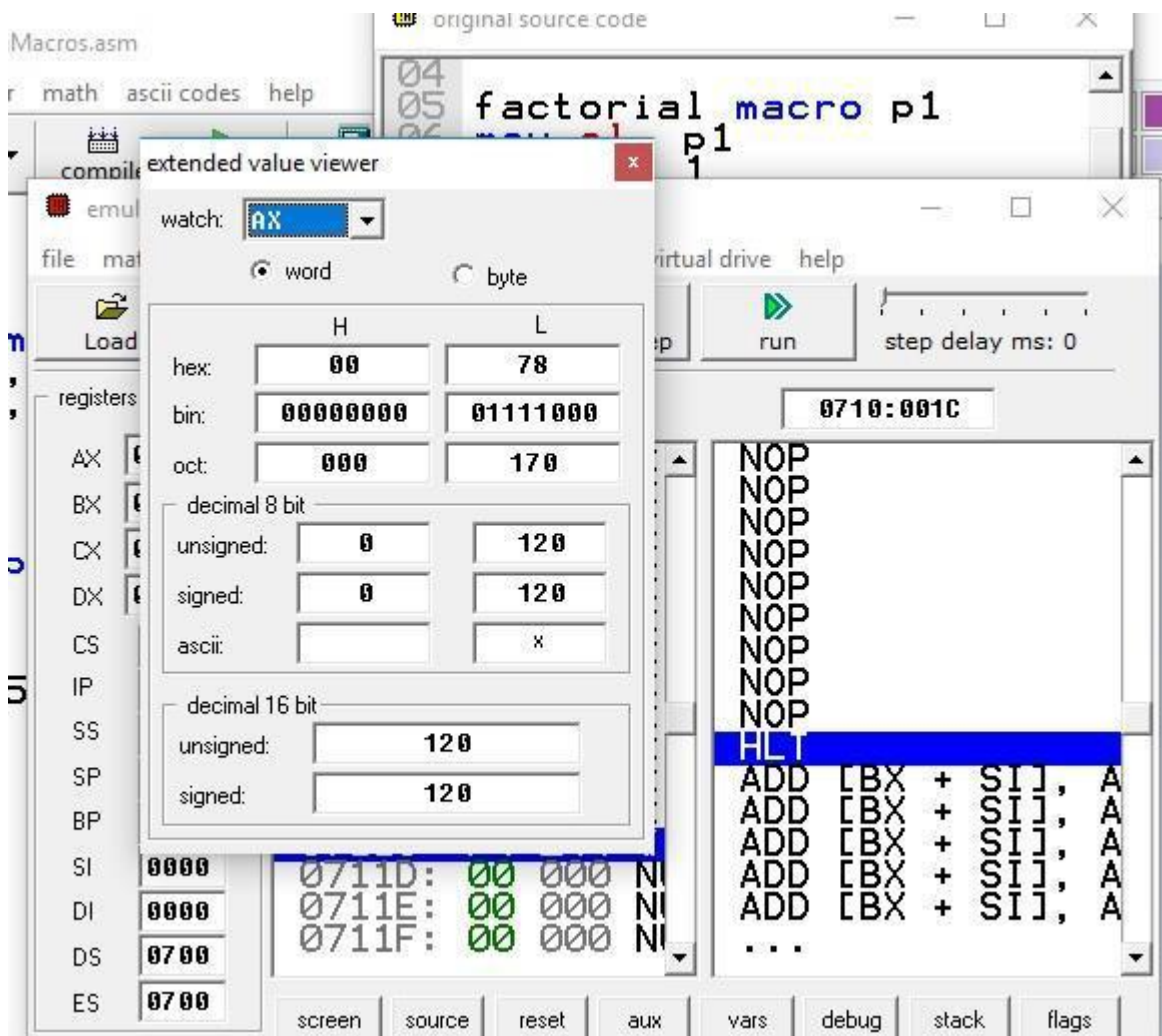 original source code
Macros.asm
math ascii codes help
04
05 factorial macro p1
06 p1
1
compile
extended value viewer
x
emul
watch: AX
file virtual drive help
word byte
Load run step delay ms: 0
H L
hex: 00 78
registers 0710:001C
bin: 00000000 01111000
oct: 000 170
AX
BX
CX
DX
CS
IP
SS
SP
BP
decimal 8 bit
unsigned: 0 120
signed: 0 120
ascii: x
decimal 16 bit
unsigned: 120
signed: 120
NOP
NOP
NOP
NOP
NOP
NOP
NOP
NOP
NOP
HLT
ADD [BX + SI], A
ADD [BX + SI], A
ADD [BX + SI], A
ADD [BX + SI], A
ADD [BX + SI], A
...
SI 0000
DI 0000
DS 0700
ES 0700
0711D: 00 000 NU
0711E: 00 000 NU
0711F: 00 000 NU
screen source reset aux vars debug stack flags